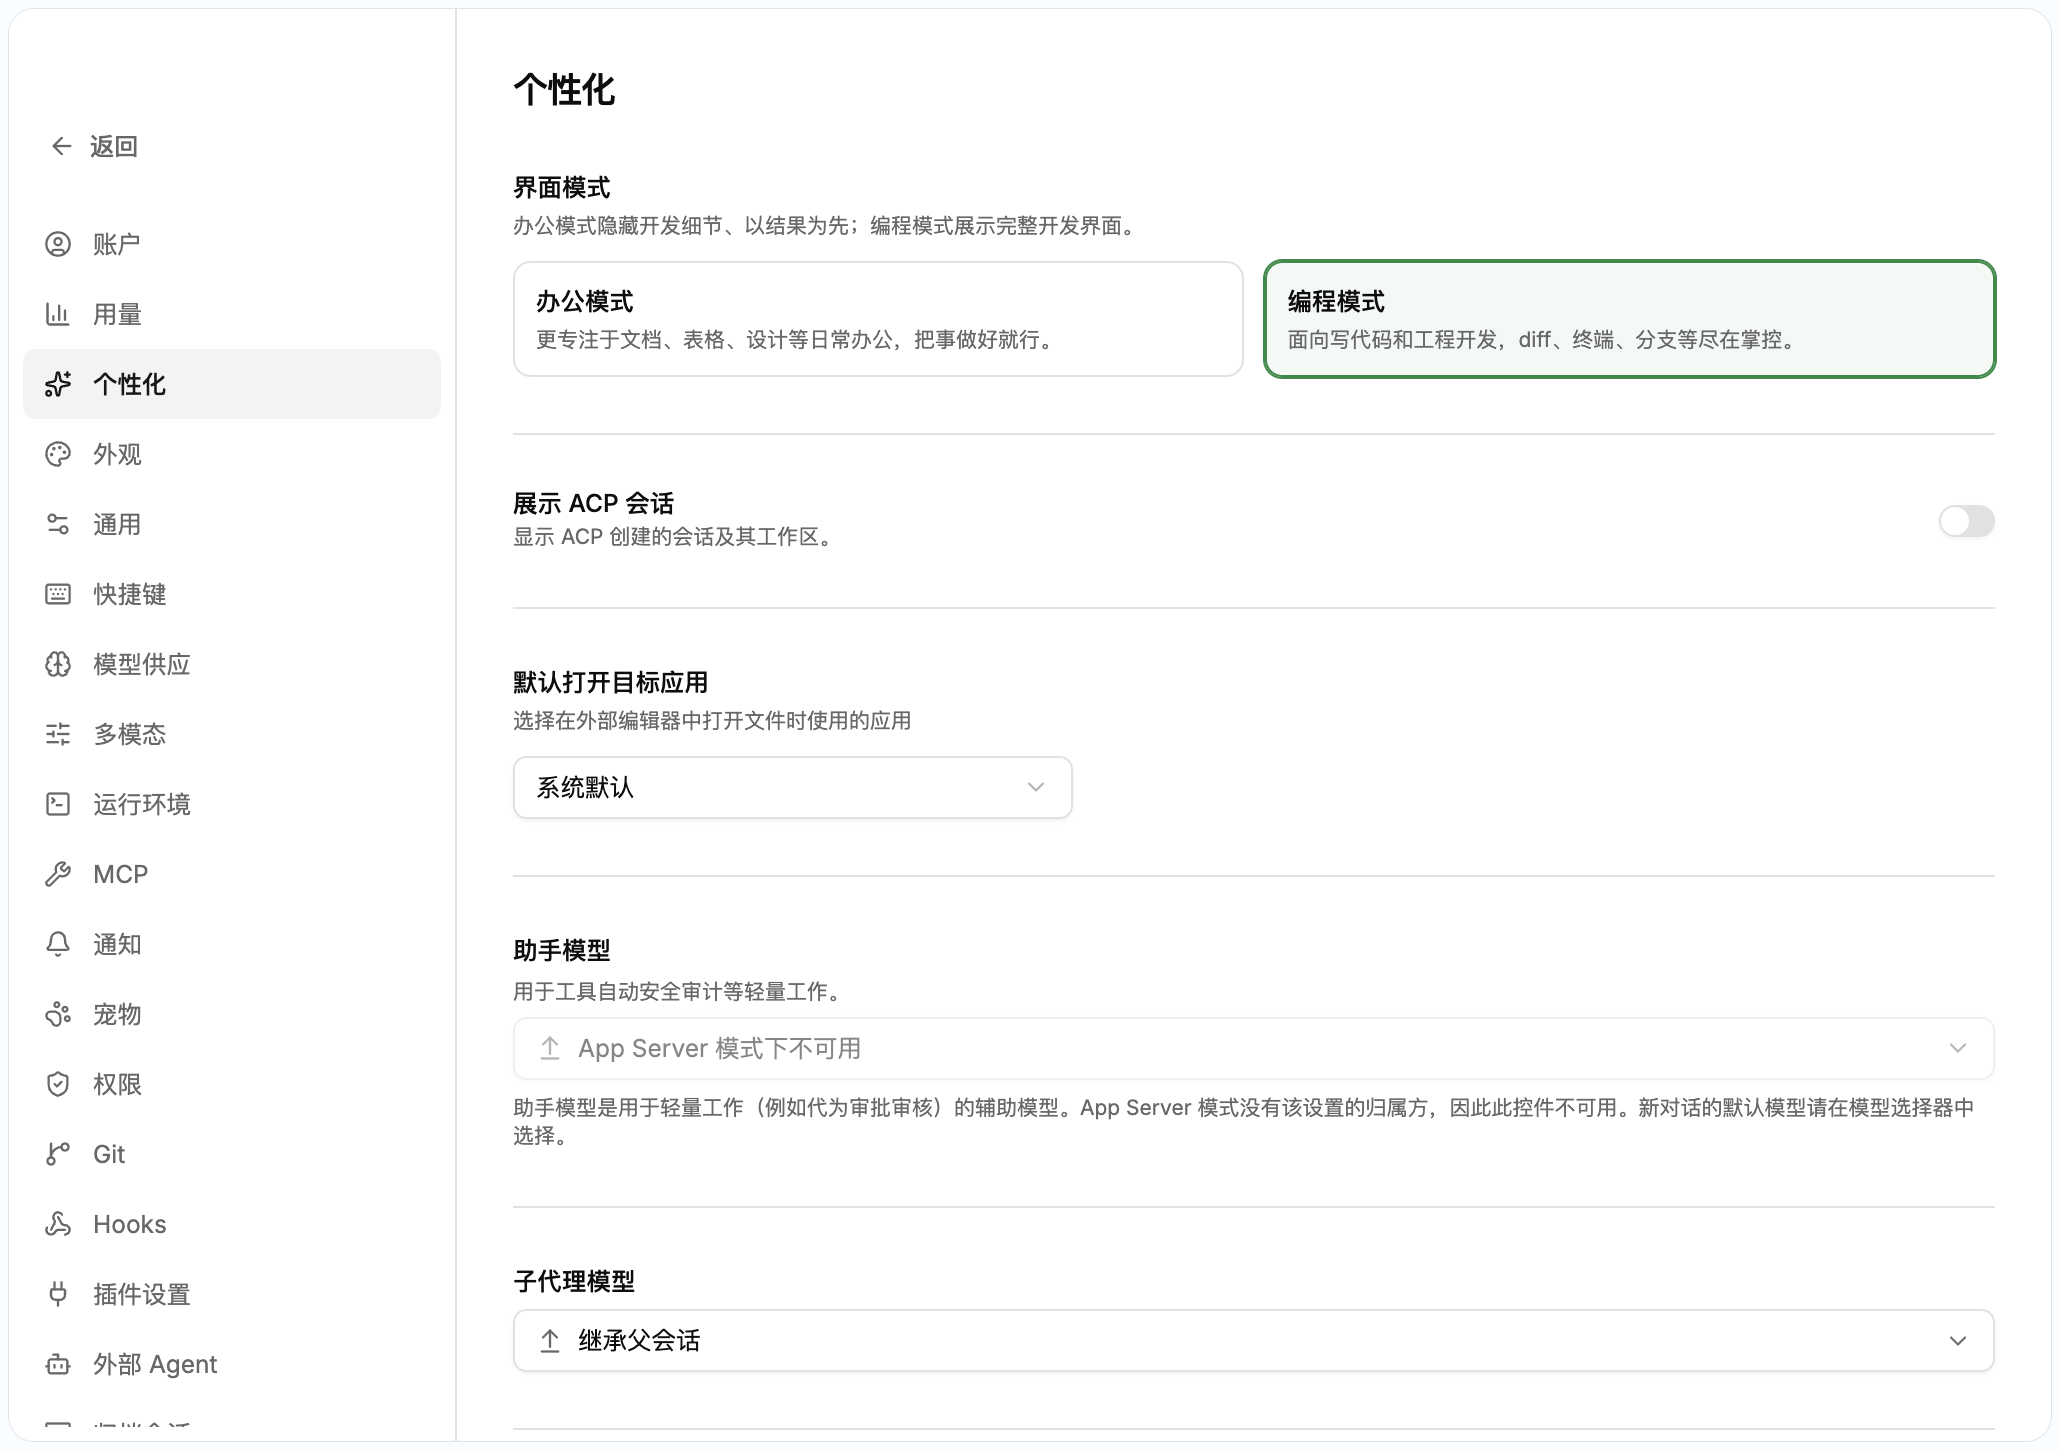 返回
账户
用量
个性化
外观
通用
快捷键
模型供应
多模态
运行环境
MCP
通知
宠物
权限
Git
Hooks
插件设置
外部 Agent
个性化
界面模式
办公模式隐藏开发细节、以结果为先；编程模式展示完整开发界面。
办公模式
更专注于文档、表格、设计等日常办公，把事做好就行。
编程模式
面向写代码和工程开发，diff、终端、分支等尽在掌控。
展示 ACP 会话
显示 ACP 创建的会话及其工作区。
默认打开目标应用
选择在外部编辑器中打开文件时使用的应用
系统默认
助手模型
用于工具自动安全审计等轻量工作。
App Server 模式下不可用
助手模型是用于轻量工作（例如代为审批审核）的辅助模型。App Server 模式没有该设置的归属方，因此此控件不可用。新对话的默认模型请在模型选择器中
选择。
子代理模型
继承父会话